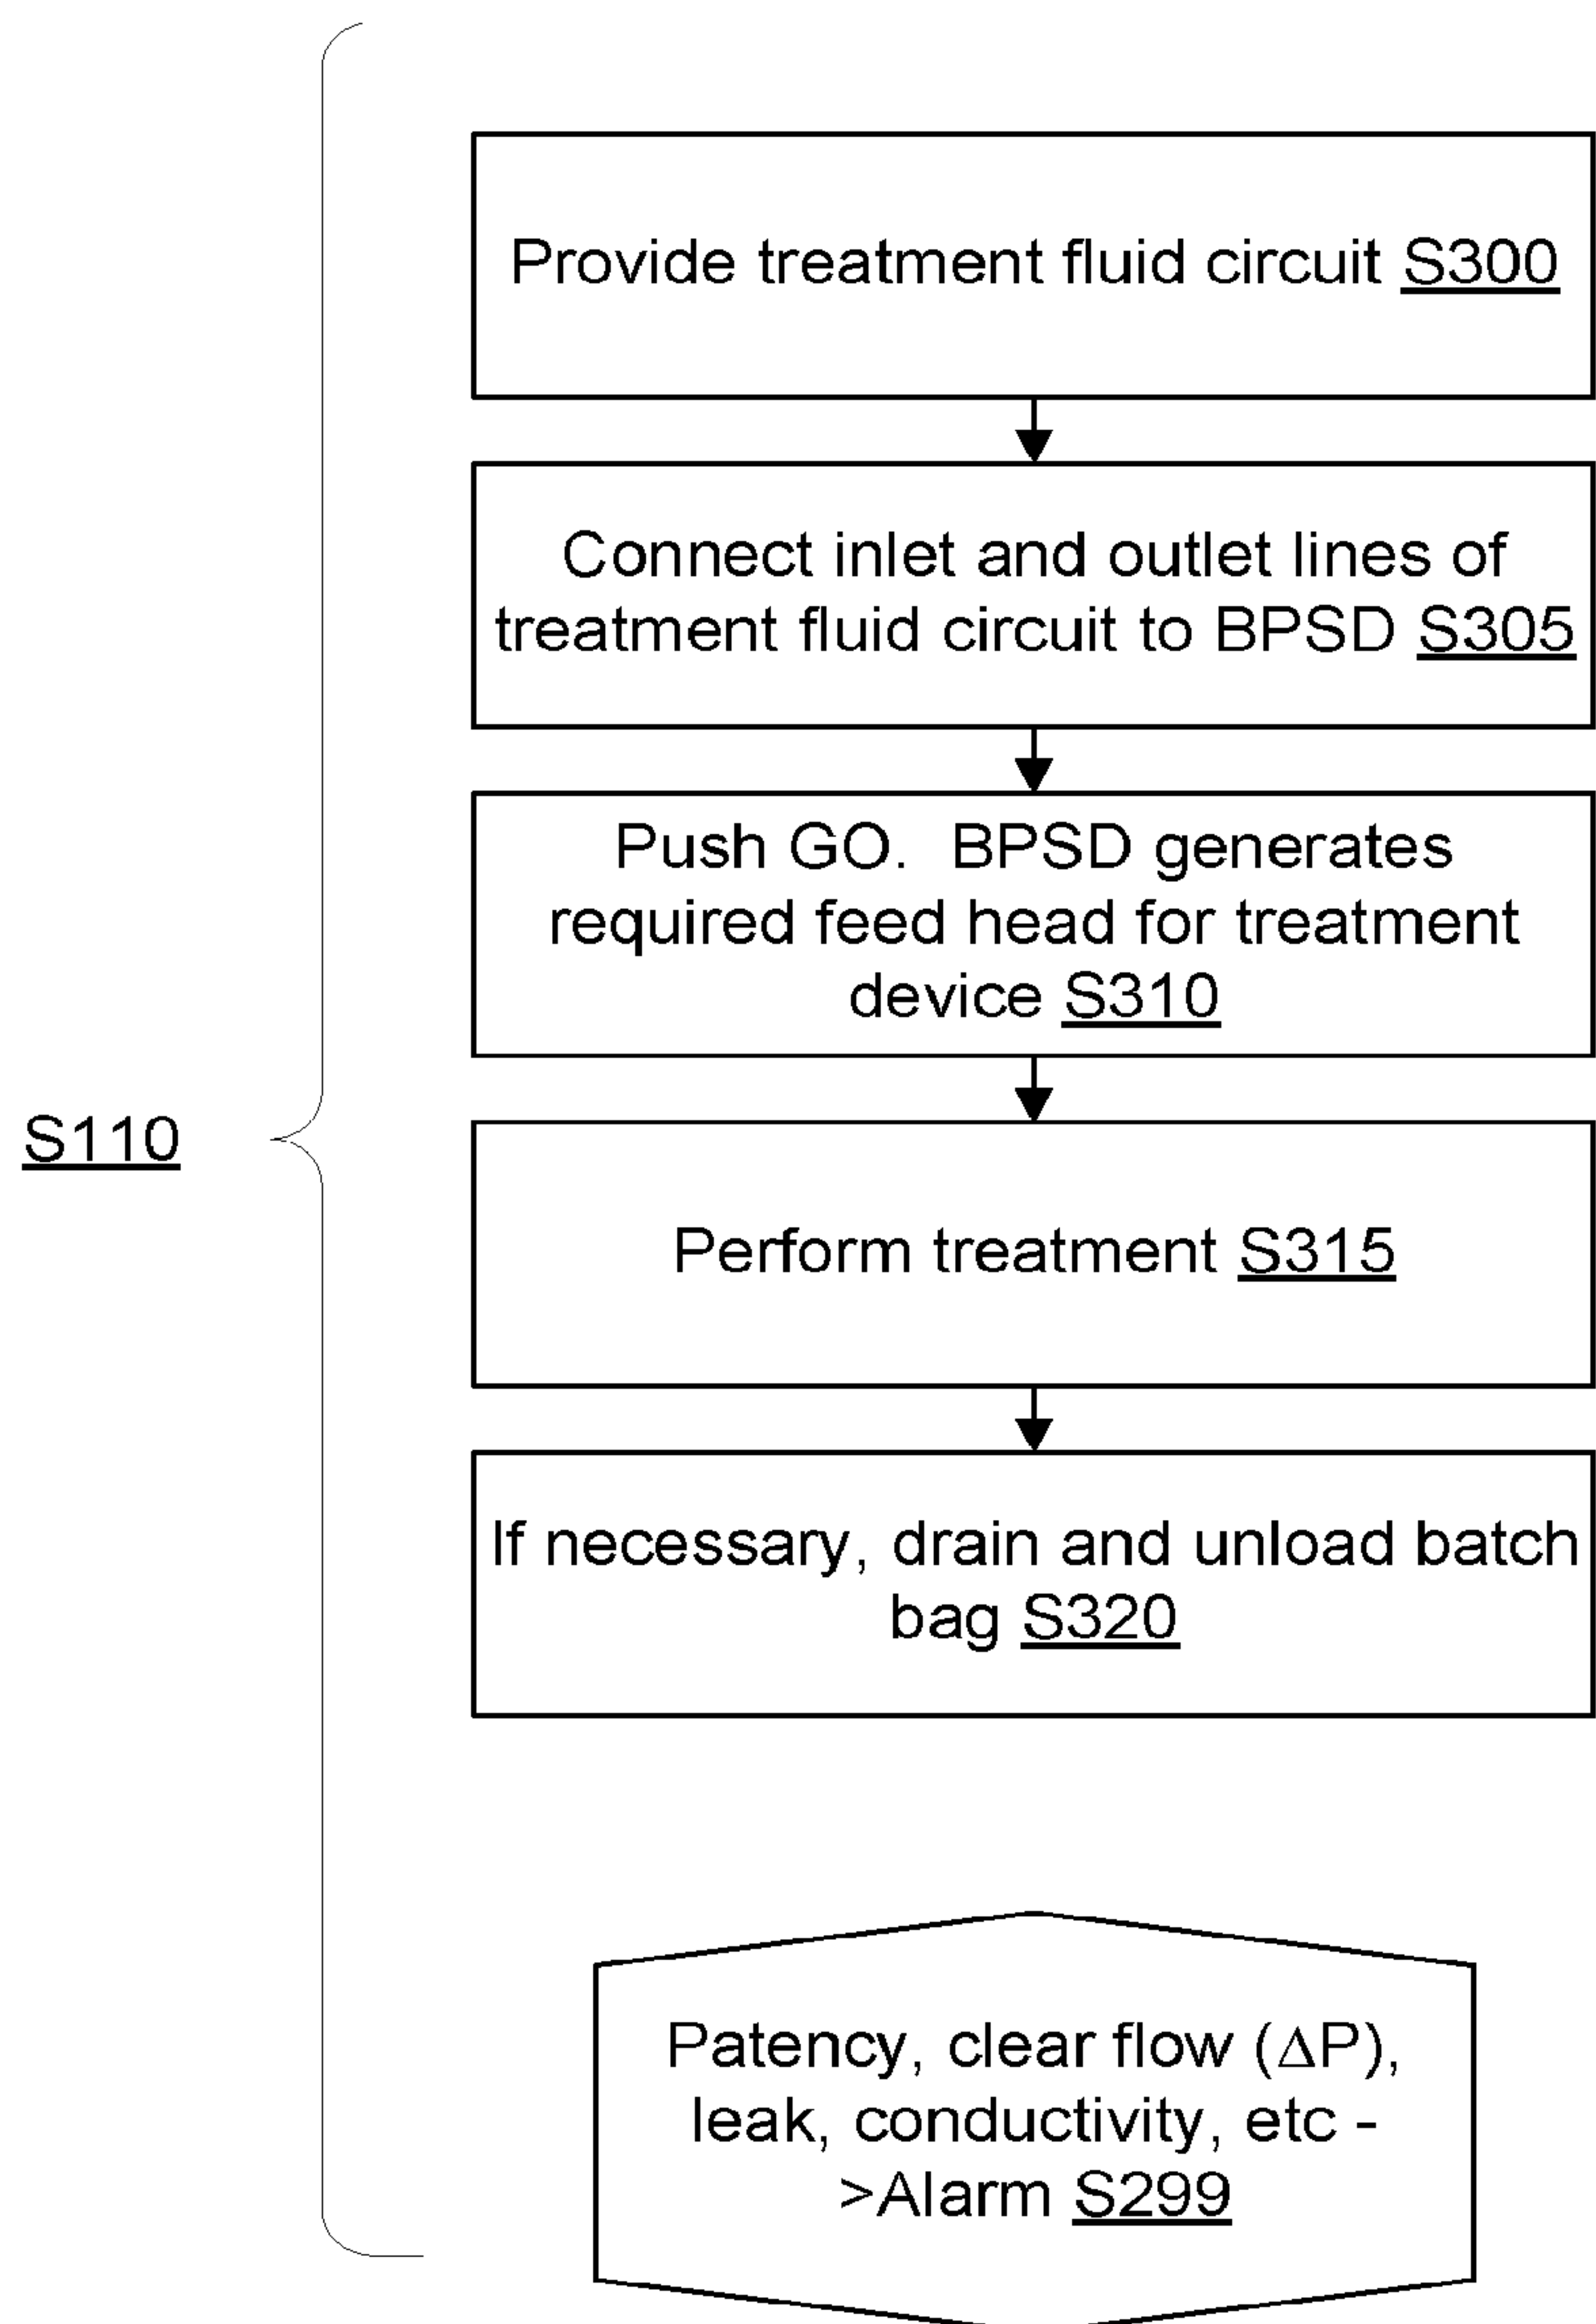 Provide treatment fluid circuit S300
Connect inlet and outlet lines of
treatment fluid circuit to BPSD S305
Push GO.  BPSD generates
required feed head for treatment
device S310
S110
Perform treatment S315
If necessary, drain and unload batch
bag S320
Patency, clear flow (ΔP),
leak, conductivity, etc -
>Alarm S299